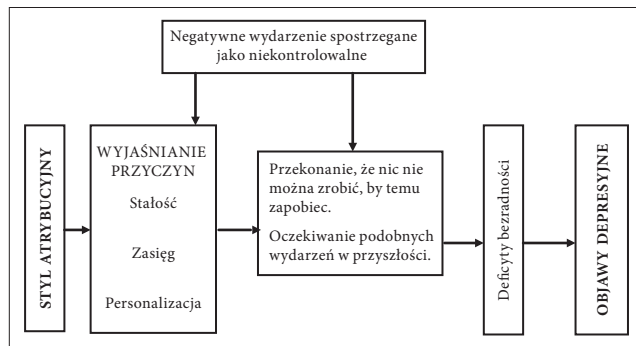 Negatywne wydarzenie spostrzegane
jako niekontrolowalne
STYL ATRYBUCYJNY
WYJAŚNIANIE
PRZYCZYN
Stałość
Zasięg
Personalizacja
Przekonanie, że nic nie
można zrobić, by temu
zapobiec.
Oczekiwanie podobnych
wydarzeń w przyszłości.
Deficyty bezradności
OBJAWY DEPRESYJNE